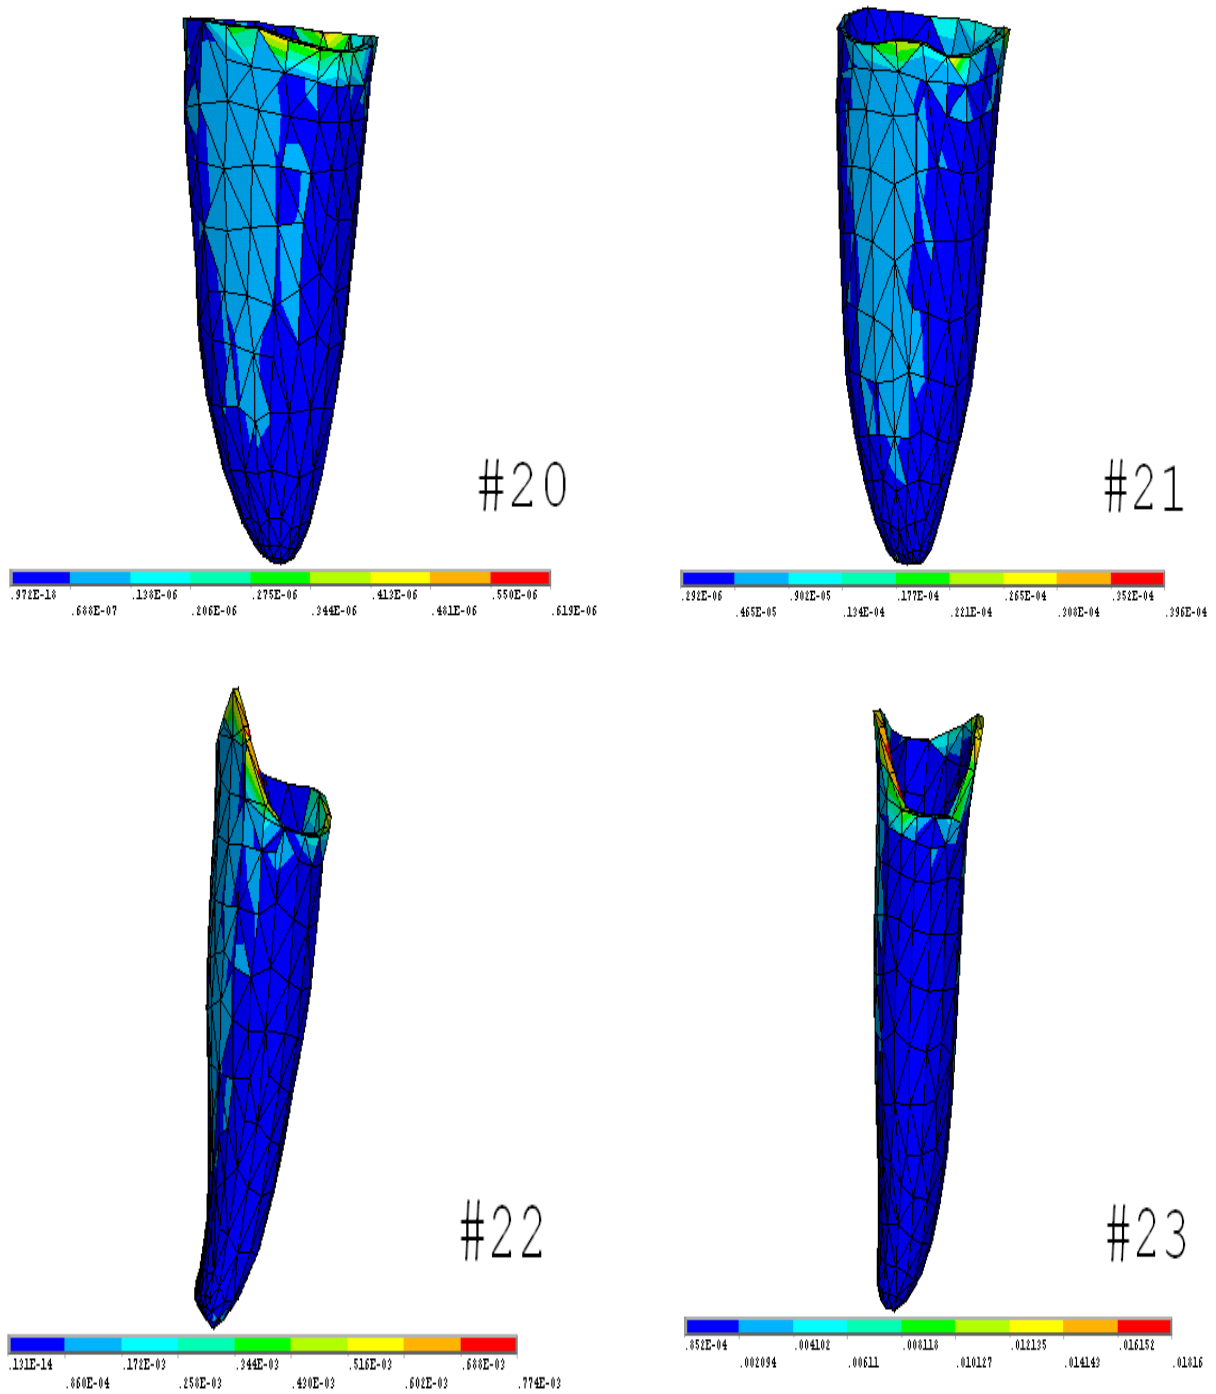 #20
.972E-18 .138E-06 .275E-06 .413E-06 .550E-06
.688E-07 .206E-06 .344E-06 .481E-06 .619E-06
#21
.292E-06 .902E-05 .177E-04 .265E-04 .352E-04
.465E-05 .134E-04 .221E-04 .308E-04 .396E-04
#22
.131E-14 .172E-03 .344E-03 .516E-03 .688E-03
.860E-04 .258E-03 .430E-03 .602E-03 .774E-03
#23
.852E-04 .004102 .008118 .012135 .016152
.002094 .00611 .010127 .014143 .01816